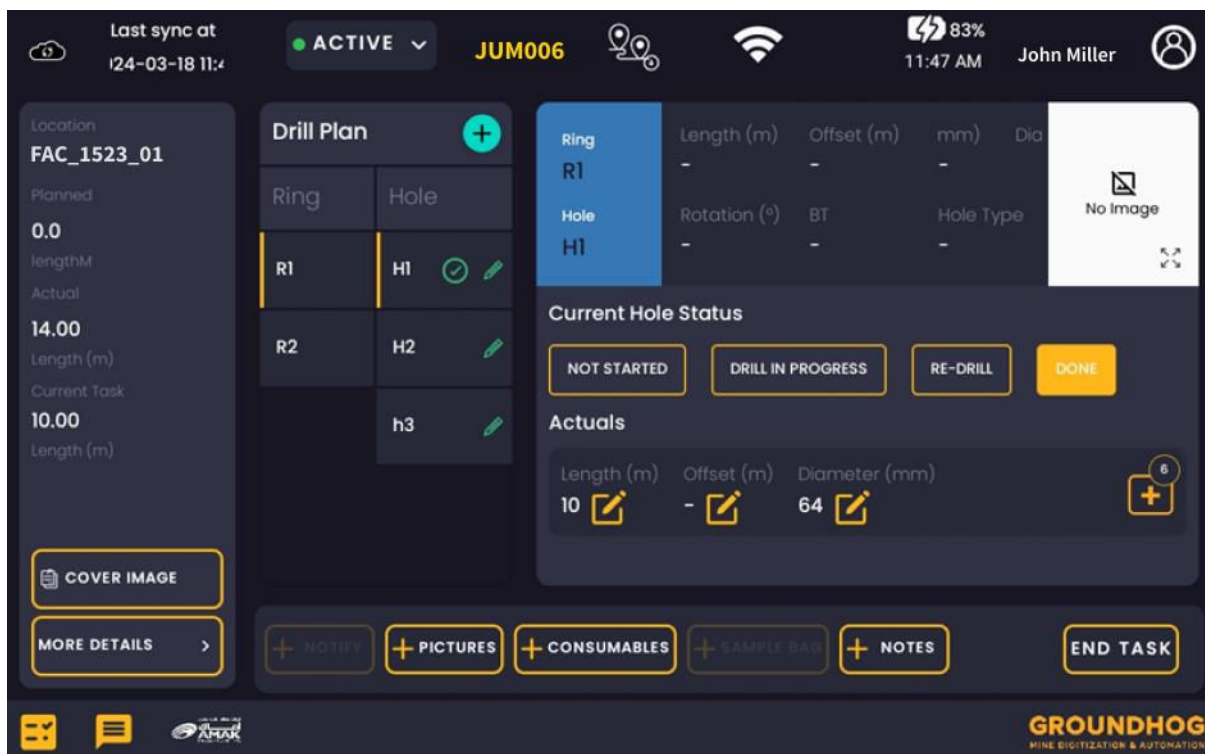 Last sync at
024-03-18 11:4
ACTIVE
JUM006
83%
11:47 AM
John Miller
Location
FAC_1523_01
Planned
0.0
lengthM
Actual
14.00
Length (m)
Current Task
10.00
Length (m)
COVER IMAGE
MORE DETAILS >
Drill Plan
Ring Hole
R1 H1
R2 H2
h3
Ring
R1
Hole
H1
Length (m) Offset (m) mm) Dia
- - -
Rotation (°) BT Hole Type
- - -
No Image
Current Hole Status
NOT STARTED DRILL IN PROGRESS RE-DRILL DONE
Actuals
Length (m) Offset (m) Diameter (mm)
10 - 64
6
+ NOTIFY + PICTURES + CONSUMABLES + SAMPLE BAG + NOTES END TASK
AMAK
GROUNDHOG
MINE DIGITIZATION & AUTOMATION